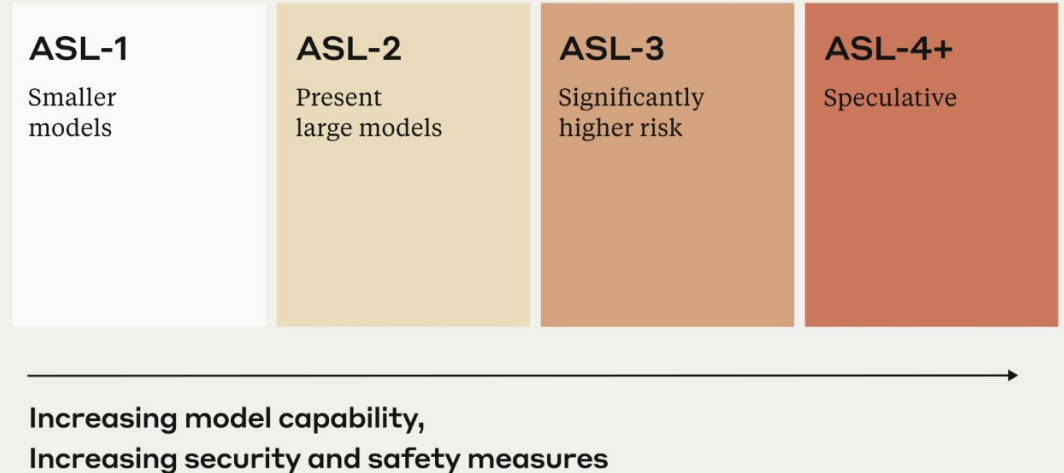 ASL-1
Smaller
models
ASL-2
Present
large models
ASL-3
Significantly
higher risk
ASL-4+
Speculative
Increasing model capability,
Increasing security and safety measures